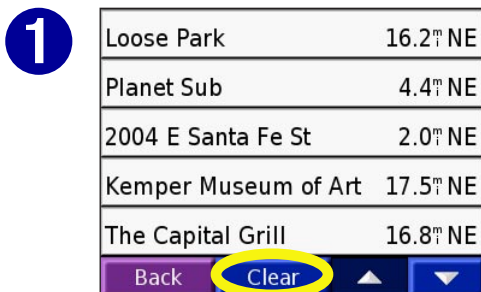 1
Loose Park 16.2 mi NE
Planet Sub 4.4 mi NE
2004 E Santa Fe St 2.0 mi NE
Kemper Museum of Art 17.5 mi NE
The Capital Grill 16.8 mi NE
Back Clear